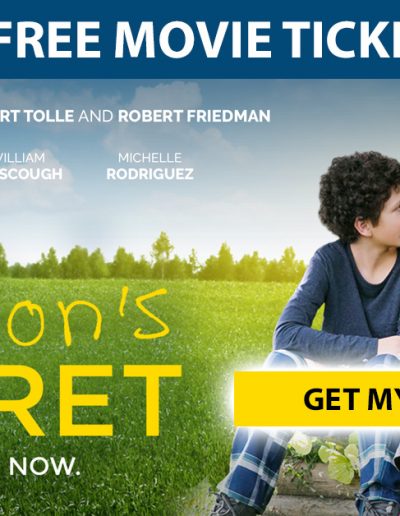 FREE MOVIE TICK
RT TOLLE AND ROBERT FRIEDMAN
WILLIAM
SCOUGH
MICHELLE
RODRIGUEZ
on's
RET
NOW.
GET MY